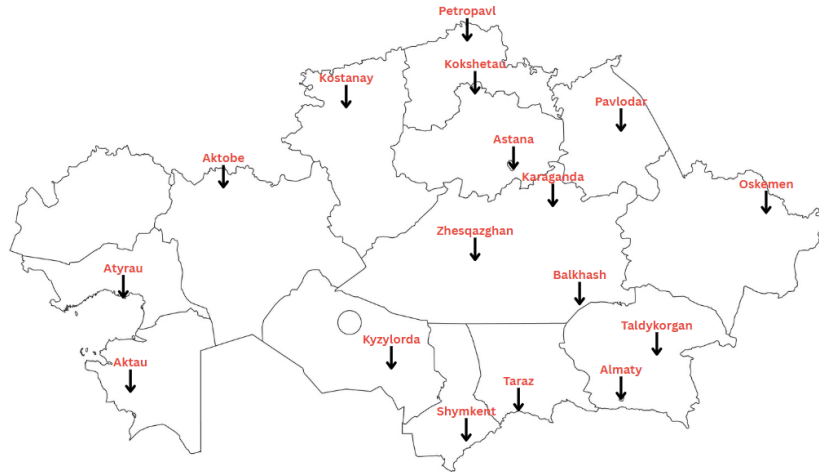 Petropavl
Kokshetau
Kostanay
Pavlodar
Astana
Aktobe
Karaganda
Oskemen
Zhesqazghan
Atyrau
Balkhash
Taldykorgan
Kyzylorda
Aktau
Almaty
Taraz
Shymkent